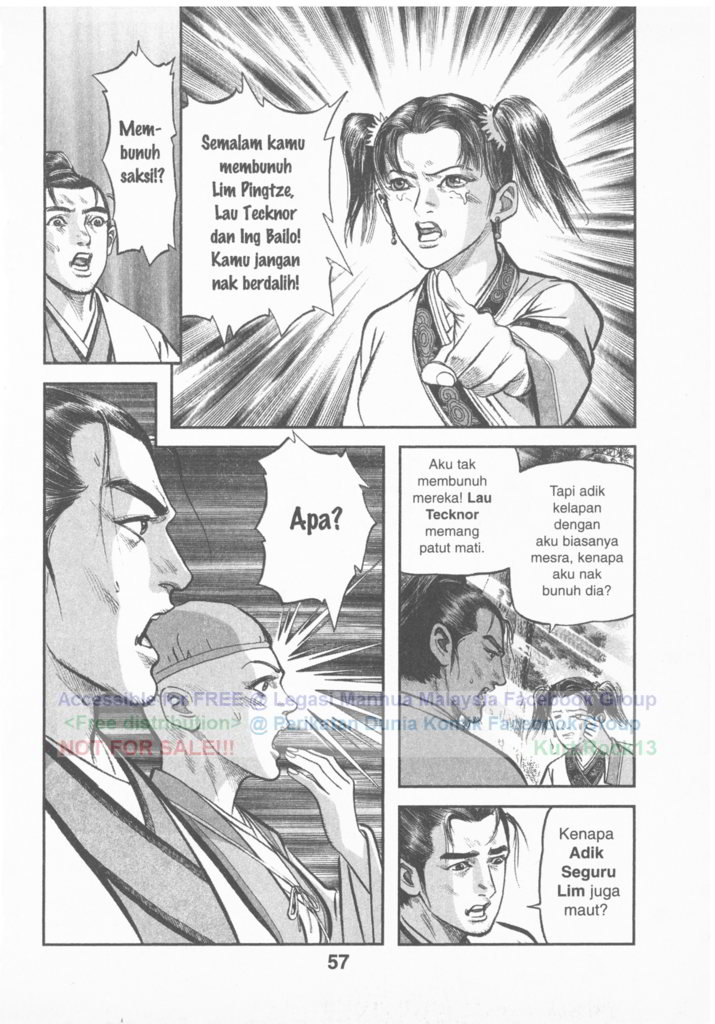 Mem-
bunuh
saksi!?
Semalam kamu
membunuh
Lim Pingtze,
Lau Tecknor
dan Ing Bailo!
Kamu jangan
nak berdalih!
Apa?
Aku tak
membunuh
mereka! Lau
Tecknor
memang
patut mati.
Tapi adik
kelapan
dengan
aku biasanya
mesra, kenapa
aku nak
bunuh dia?
Accessible for FREE @ Legasi Manhua Malaysia Facebook Group
<Free distribution> @ Pariketan Dunia Komik Facebook Group
NOT FOR SALE!!!
Kenapa
Adik
Seguru
Lim juga
maut?
57